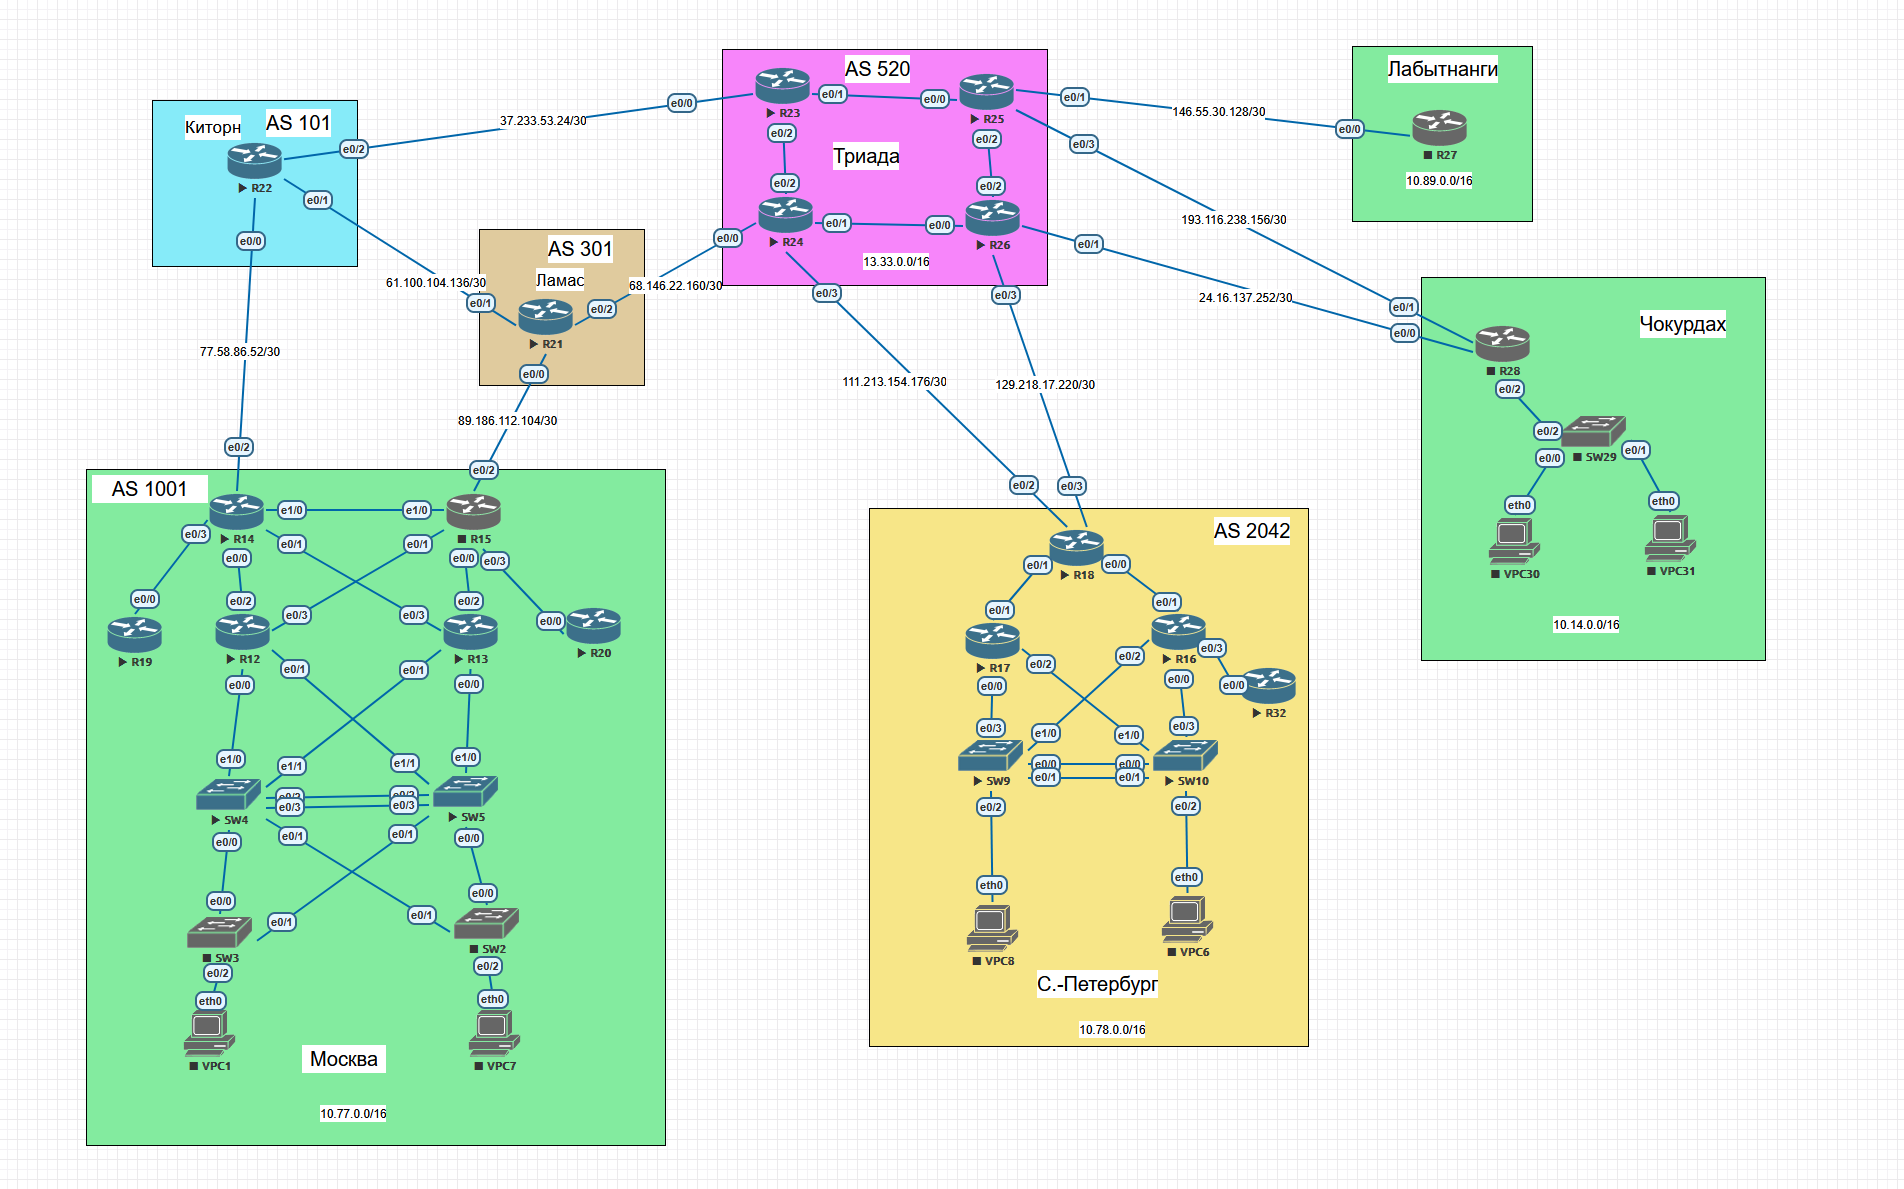 AS 520
Лабытнанги
e0/0
e0/1
e0/0
e0/1
146.55.30.128/30
e0/0
R23
R25
R27
10.89.0.0/16
Киторн
AS 101
37.233.53.24/30
e0/2
R22
e0/1
e0/0
e0/2
e0/2
e0/3
Триада
e0/2
e0/2
193.116.238.156/30
e0/0
e0/1
e0/0
e0/1
R24
R26
13.33.0.0/16
AS 301
Ламас
61.100.104.136/30
68.146.22.160/30
e0/1
e0/2
R21
e0/0
e0/3
e0/3
24.16.137.252/30
e0/1
e0/0
Чокурдах
R28
e0/2
e0/2
SW29
e0/0
e0/1
eth0
eth0
VPC30
VPC31
10.14.0.0/16
77.58.86.52/30
89.186.112.104/30
111.213.154.176/30
129.218.17.220/30
e0/2
e0/2
e0/2
e0/3
AS 1001
e1/0
e1/0
R14
R15
e0/3
e0/1
e0/1
e0/0
e0/0
e0/3
e0/0
e0/2
e0/3
e0/3
e0/2
e0/0
R19
R12
R13
R20
e0/1
e0/1
e0/0
e0/0
e1/0
e1/1
e1/1
e1/0
SW4
SW5
e0/3
e0/3
e0/0
e0/1
e0/1
e0/0
e0/0
e0/1
e0/1
e0/0
SW3
SW2
e0/2
e0/2
eth0
eth0
VPC1
VPC7
Москва
10.77.0.0/16
AS 2042
R18
e0/1
e0/0
e0/1
e0/1
R17
R16
e0/2
e0/2
e0/3
e0/0
e0/0
e0/0
R32
e0/3
e1/0
e1/0
e0/3
e0/0
e0/0
e0/1
e0/1
SW9
SW10
e0/2
e0/2
eth0
eth0
VPC8
VPC6
С.-Петербург
10.78.0.0/16